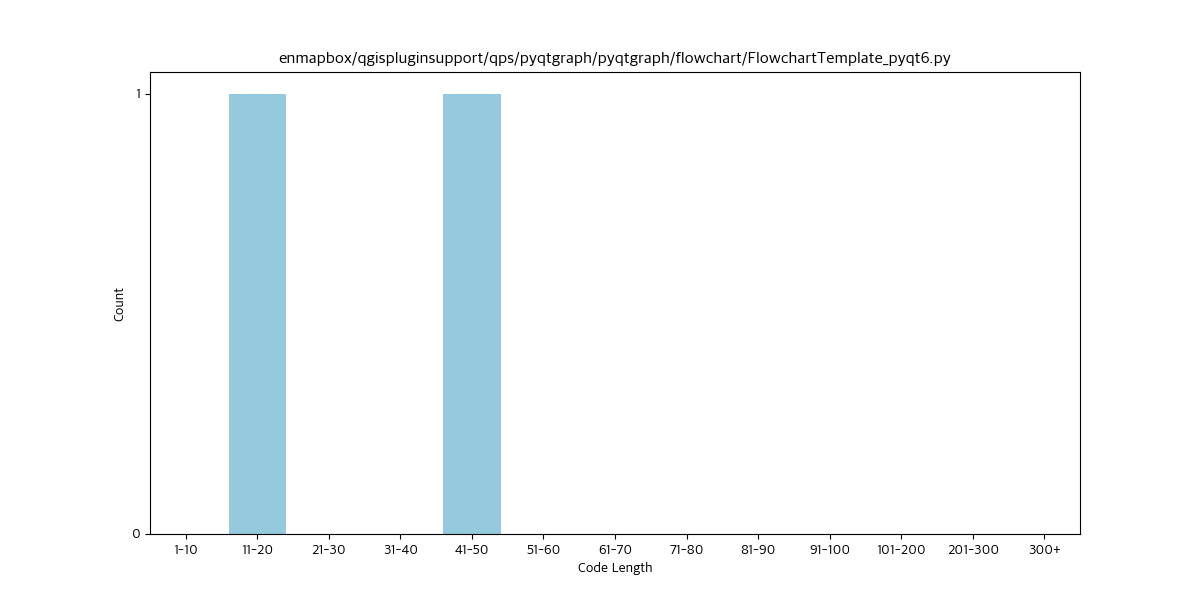 enmapbox/qgispluginsupport/qps/pyqtgraph/pyqtgraph/flowchart/FlowchartTemplate_pyqt6.py
1
Count
0
1-10 11-20 21-30 31-40 41-50 51-60 61-70 71-80 81-90 91-100 101-200 201-300 300+
Code Length